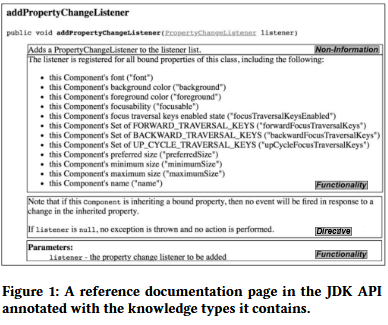 addPropertyChangeListener
public void addPropertyChangeListener(PropertyChangeListener listener)
Adds a PropertyChangeListener to the listener list. Non-Information
The listener is registered for all bound properties of this class, including the following:
• this Component's font ("font")
• this Component's background color ("background")
• this Component's foreground color ("foreground")
• this Component's focusability ("focusable")
• this Component's focus traversal keys enabled state ("focusTraversalKeysEnabled")
• this Component's Set of FORWARD_TRAVERSAL_KEYS ("forwardFocusTraversalKeys")
• this Component's Set of BACKWARD_TRAVERSAL_KEYS ("backwardFocusTraversalKeys")
• this Component's Set of UP_CYCLE_TRAVERSAL_KEYS ("upCycleFocusTraversalKeys")
• this Component's preferred size ("preferredSize")
• this Component's minimum size ("minimumSize")
• this Component's maximum size ("maximumSize")
• this Component's name ("name") Functionality
Note that if this Component is inheriting a bound property, then no event will be fired in response to a
change in the inherited property.
If listener is null, no exception is thrown and no action is performed. Directive
Parameters: Functionality
listener - the property change listener to be added
Figure 1: A reference documentation page in the JDK API
annotated with the knowledge types it contains.